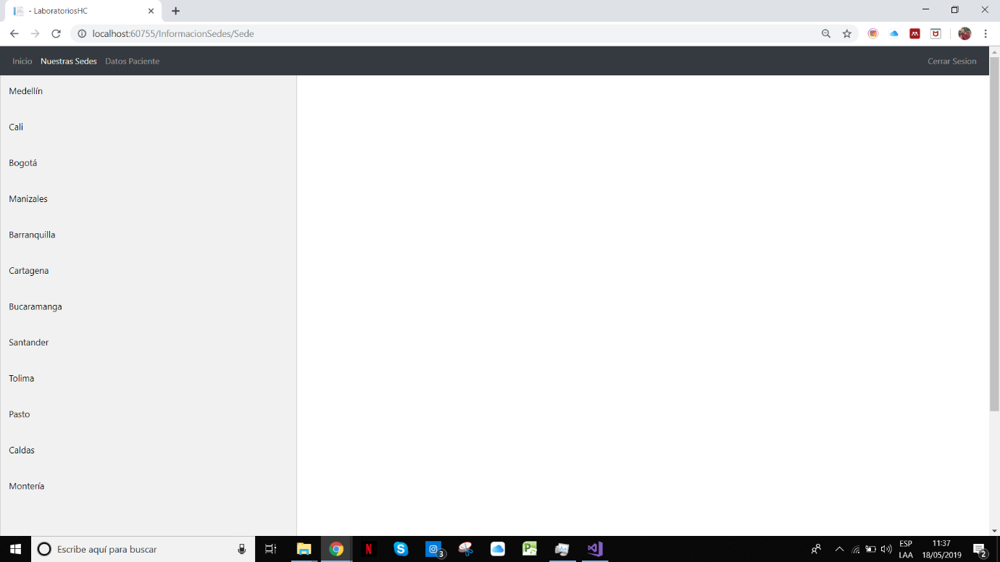 - LaboratoriosHC
localhost:60755/InformacionSedes/Sede
Inicio Nuestras Sedes Datos Paciente Cerrar Sesion
Medellín
Cali
Bogotá
Manizales
Barranquilla
Cartagena
Bucaramanga
Santander
Tolima
Pasto
Caldas
Montería
Escribe aquí para buscar
N
S
3
ESP
LAA
11:37
18/05/2019
2